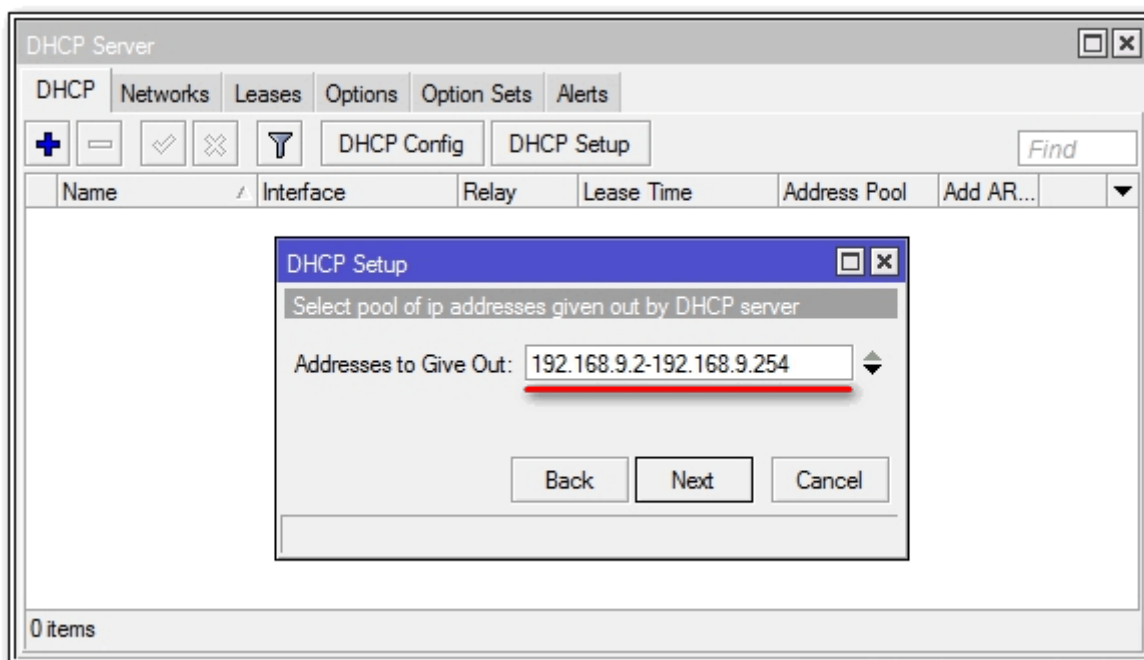 DHCP Server
DHCP Networks Leases Options Option Sets Alerts
DHCP Config DHCP Setup Find
Name Interface Relay Lease Time Address Pool Add AR...
DHCP Setup
Select pool of ip addresses given out by DHCP server
Addresses to Give Out: 192.168.9.2-192.168.9.254
Back Next Cancel
0 items